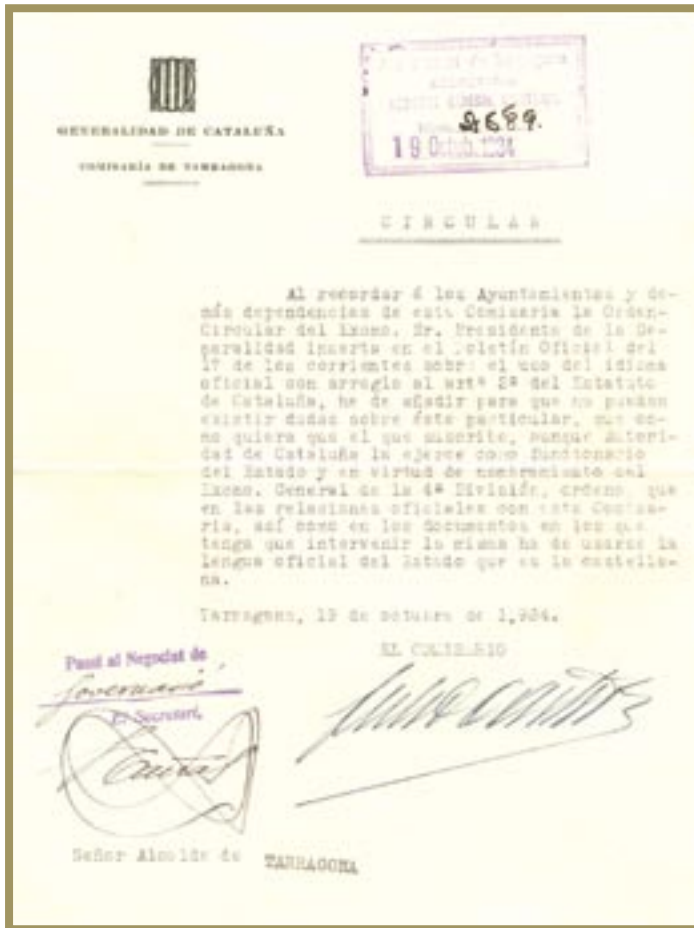 GENERALIDAD DE CATALUÑA
COMISARÍA DE TARRAGONA
2689.
19 Octub. 1934
CIRCULAR
Al recordar á los Ayuntamientos y de-
más dependencias de esta Comisaría la Orden-
Circular del Excmo. Sr. Presidente de la Ge-
neralidad inserta en el Boletín Oficial del
17 de los corrientes sobre el uso del idioma
oficial con arreglo al artº 2º del Estatuto
de Cataluña, he de añadir para que no puedan
existir dudas sobre éste particular, que co-
mo quiera que el que suscribe, aunque Autori-
dad de Cataluña la ejerce como funcionario
del Estado y en virtud de nombramiento del
Excmo. General de la 4ª División, ordeno, que
en las relaciones oficiales con esta Comisa-
ría, así como en los documentos en los que
tenga que intervenir la misma ha de usarse la
lengua oficial del Estado que es la castella-
na.
Tarragona, 19 de octubre de 1,934.
EL COMISARIO
Passi al Negociat de
Governació
El Secretari,
Señor Alcalde de TARRAGONA